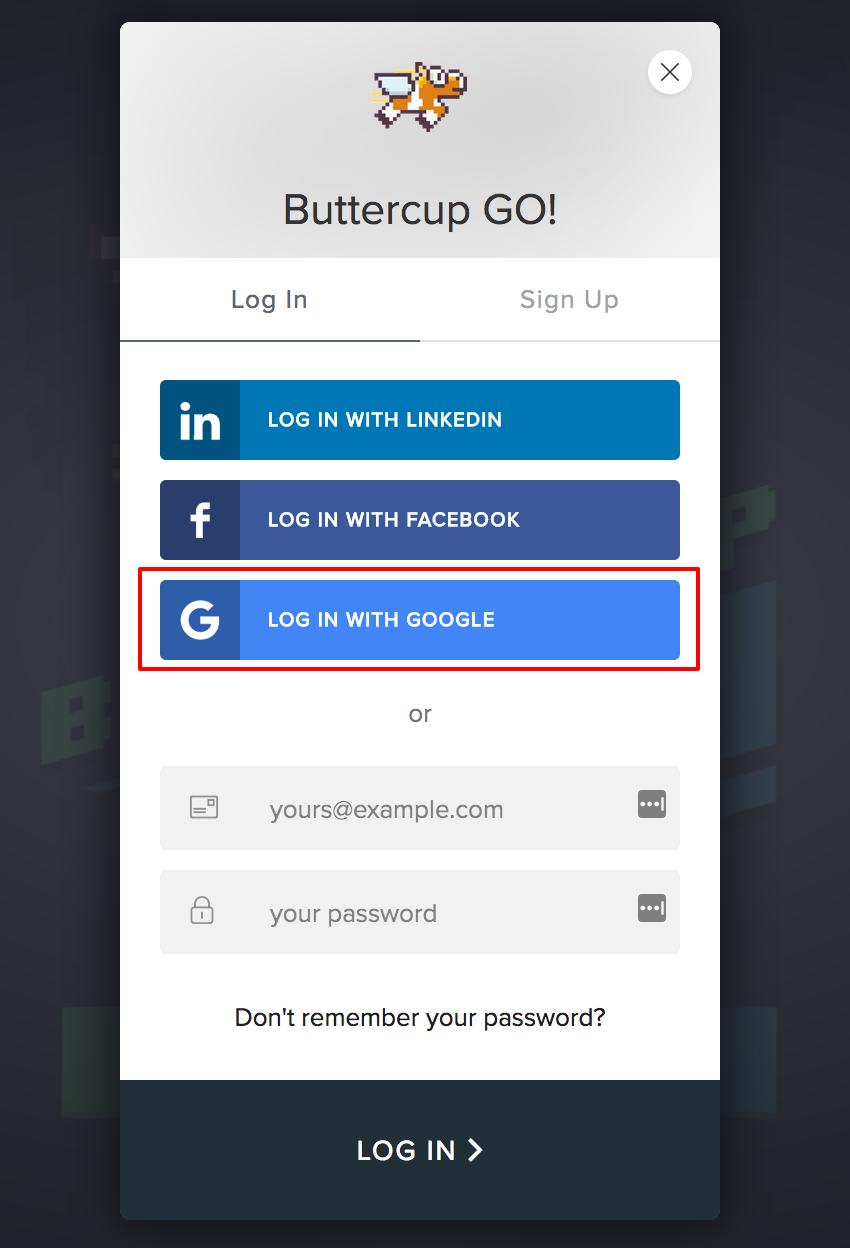 Buttercup GO!
Log In
Sign Up
in
LOG IN WITH LINKEDIN
f
LOG IN WITH FACEBOOK
G
LOG IN WITH GOOGLE
or
yours@example.com
your password
Don't remember your password?
LOG IN